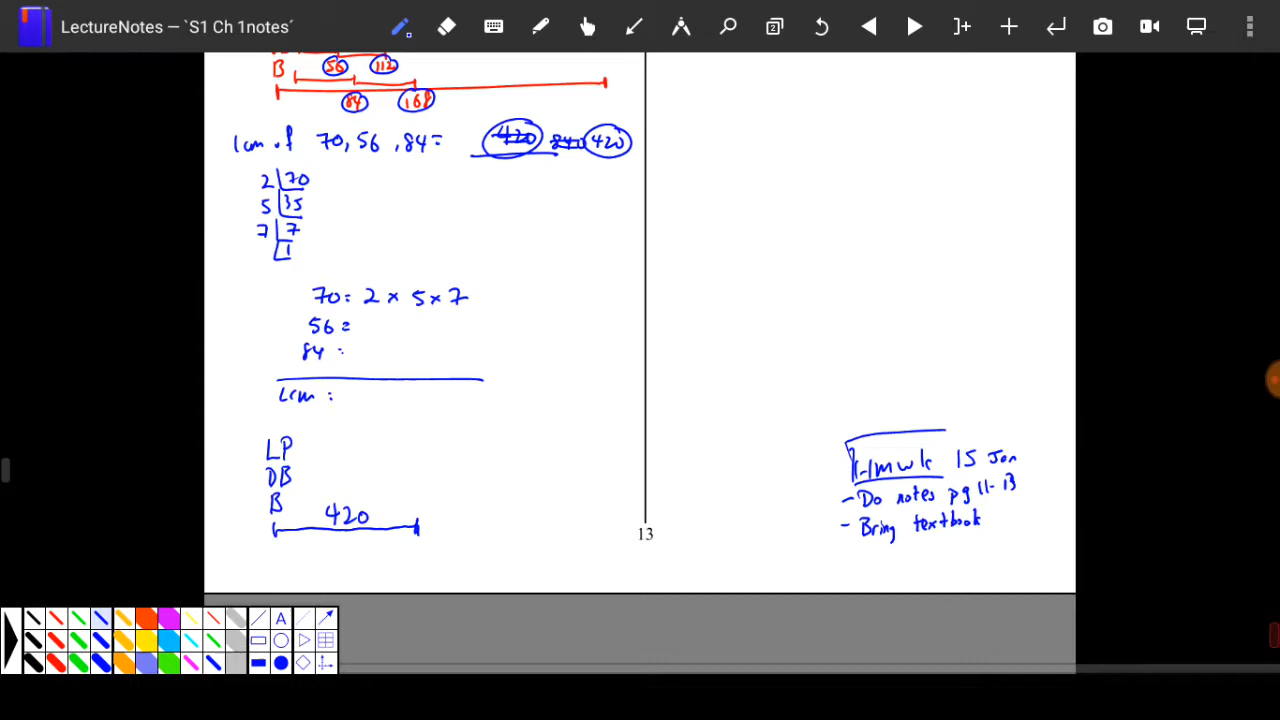 LectureNotes — `S1 Ch 1notes´
B 56 112
84 168
lcm of 70, 56, 84 = 420 840 420
2 70
5 35
7 7
1
70 = 2 × 5 × 7
56 =
84 =
Lcm :
LP
DB
B 420
13
Hmwk 15 Jan
- Do notes pg 11-13
- Bring textbook